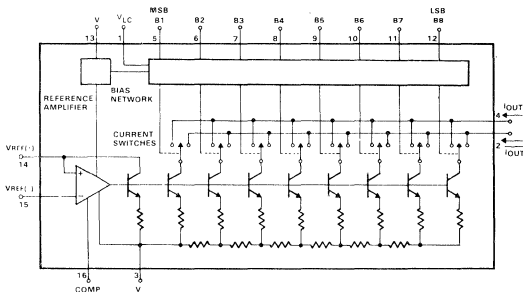 MSB LSB
V VLC B1 B2 B3 B4 B5 B6 B7 B8
13 1 5 6 7 8 9 10 11 12
BIAS
NETWORK
REFERENCE
AMPLIFIER
CURRENT
SWITCHES
4 IOUT
2 IOUT
VREF(+)
14
+
VREF( )
15
−
16 3
COMP V